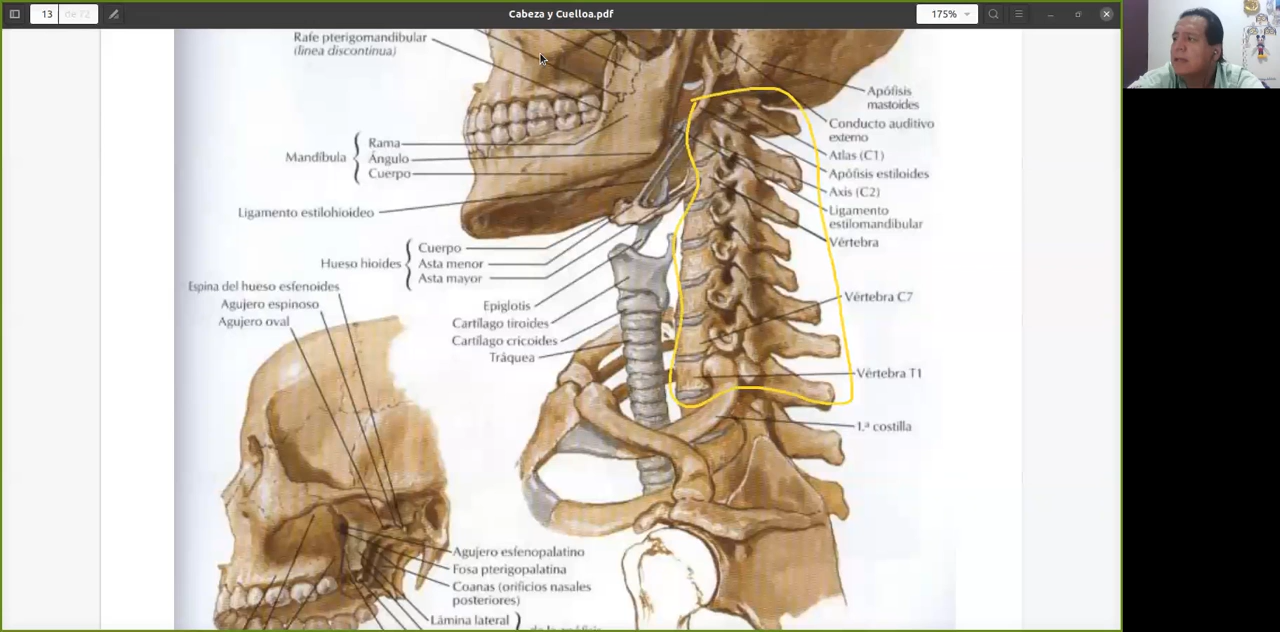 13 de 72
Cabeza y Cuelloa.pdf
175%
Rafe pterigomandibular
(línea discontinua)
Mandíbula
Rama
Ángulo
Cuerpo
Ligamento estilohioideo
Hueso hioides
Cuerpo
Asta menor
Asta mayor
Espina del hueso esfenoides
Agujero espinoso
Agujero oval
Epiglotis
Cartílago tiroides
Cartílago cricoides
Tráquea
Apófisis
mastoides
Conducto auditivo
externo
Atlas (C1)
Apófisis estiloides
Axis (C2)
Ligamento
estilomandibular
Vértebra
Vértebra C7
Vértebra T1
1.ª costilla
Agujero esfenopalatino
Fosa pterigopalatina
Coanas (orificios nasales
posteriores)
Lámina lateral